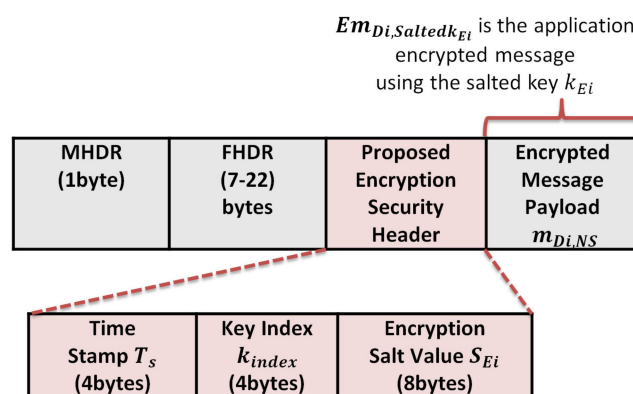 Em_{Di,Saltedk_{Ei}} is the application
encrypted message
using the salted key k_{Ei}
MHDR
(1byte)
FHDR
(7-22)
bytes
Proposed
Encryption
Security
Header
Encrypted
Message
Payload
m_{Di,NS}
Time
Stamp T_s
(4bytes)
Key Index
k_{index}
(4bytes)
Encryption
Salt Value S_{Ei}
(8bytes)